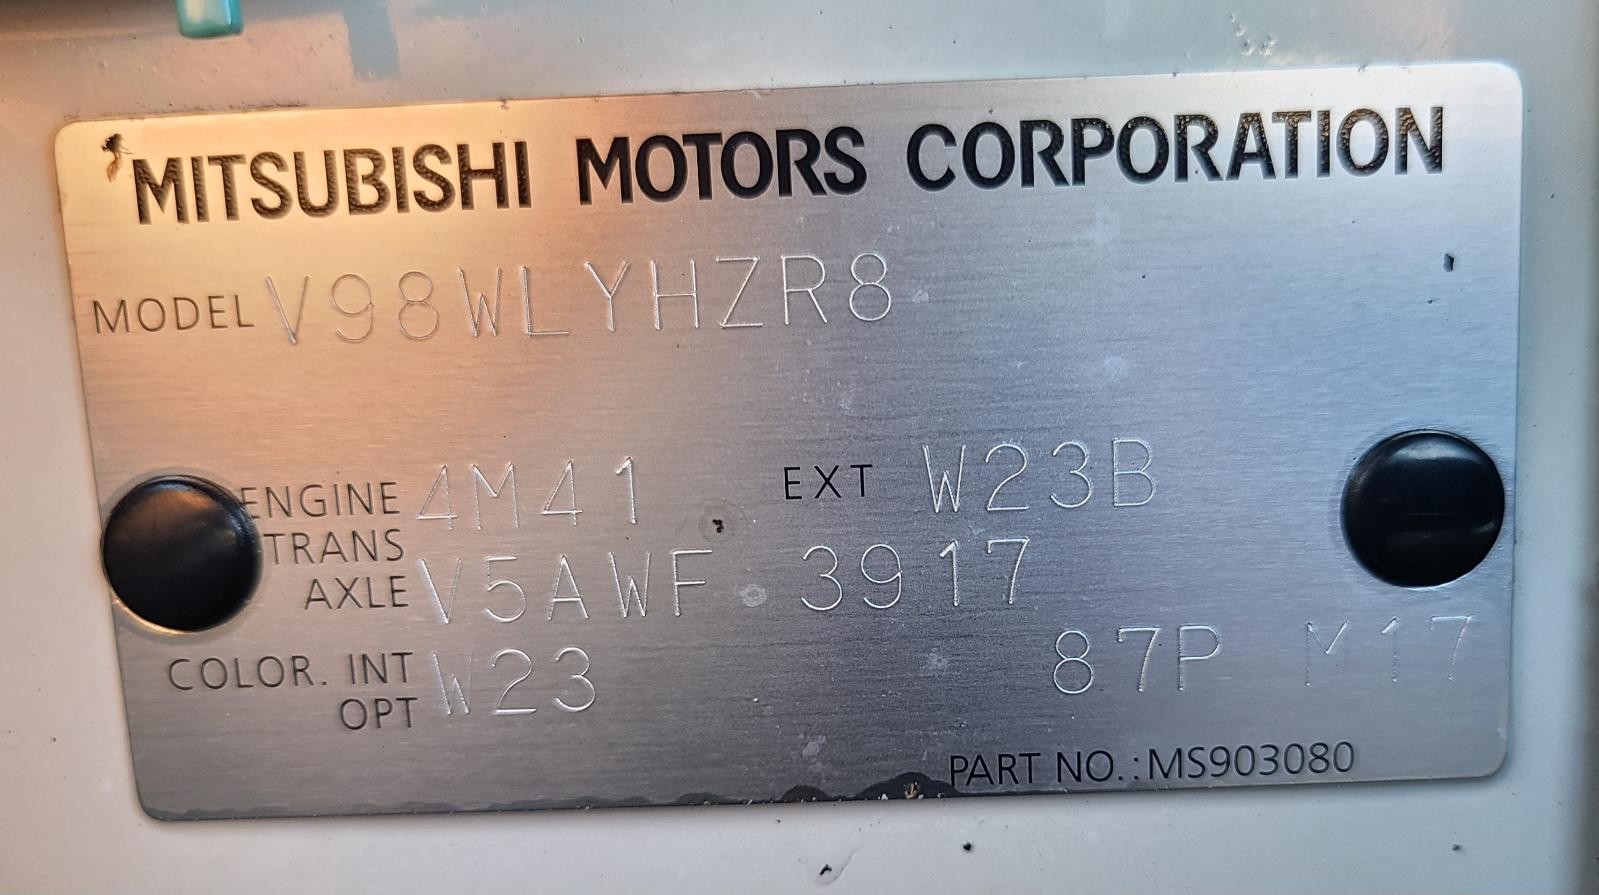 MITSUBISHI MOTORS CORPORATION
MODEL V98WLYHZR8
ENGINE 4M41 EXT W23B
TRANS
AXLE V5AWF 3917
COLOR. INT W23 87P M17
OPT
PART NO.:MS903080